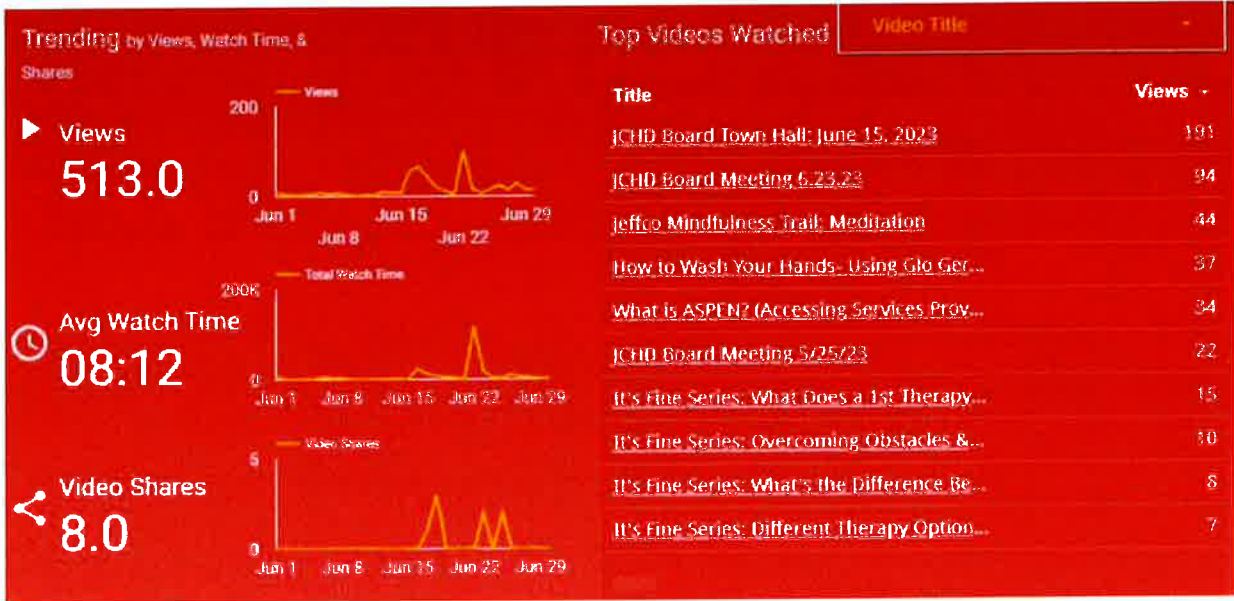 Trending by Views, Watch Time, &
Shares
Views
513.0
Views
200
0
Jun 1
Jun 15
Jun 29
Jun 8
Jun 22
Avg Watch Time
08:12
Total Watch Time
200K
0
Jun 1 Jun 8 Jun 15 Jun 22 Jun 29
Video Shares
8.0
Video Shares
5
0
Jun 1 Jun 8 Jun 15 Jun 22 Jun 29
Top Videos Watched
Video Title
Title Views
JCHD Board Town Hall: June 15, 2023 191
JCHD Board Meeting 6.23.23 94
Jeffco Mindfulness Trail: Meditation 44
How to Wash Your Hands- Using Glo Ger... 37
What is ASPEN? (Accessing Services Prov... 34
JCHD Board Meeting 5/25/23 22
It's Fine Series: What Does a 1st Therapy... 15
It's Fine Series: Overcoming Obstacles &... 10
It's Fine Series: What's the Difference Be... 8
It's Fine Series: Different Therapy Option... 7